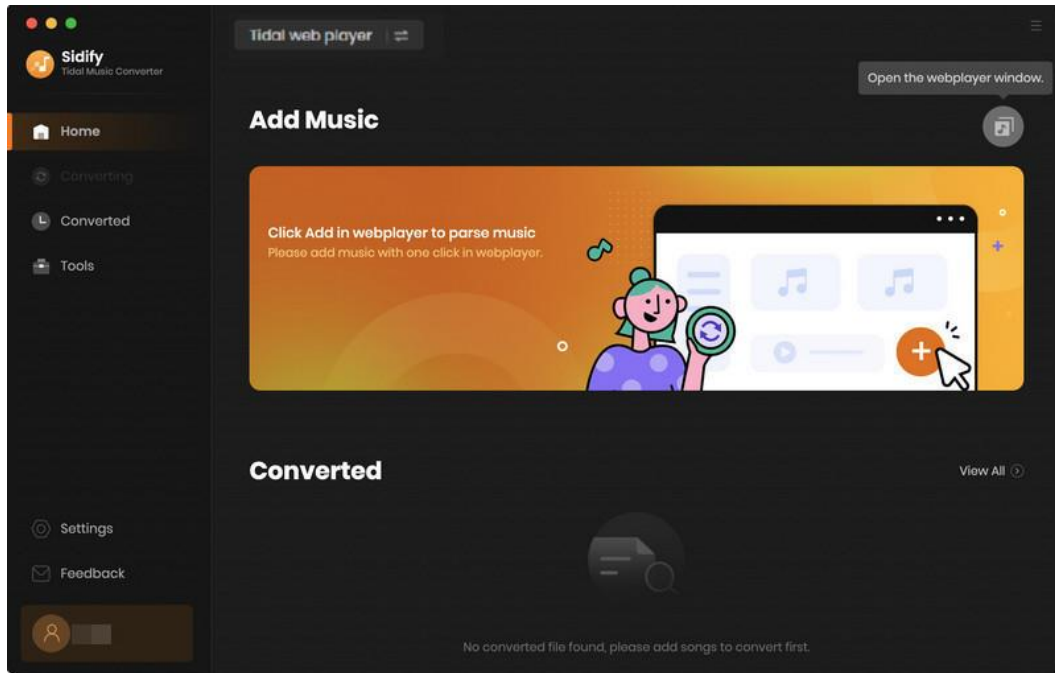 Sidify
Tidal Music Converter
Home
Converting
Converted
Tools
Settings
Feedback
Tidal web player
Open the webplayer window.
Add Music
Click Add in webplayer to parse music
Please add music with one click in webplayer.
Converted
View All
No converted file found, please add songs to convert first.